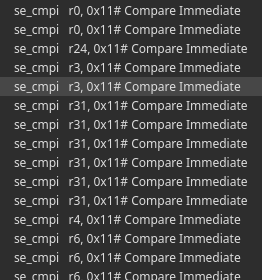 se_cmpi r0, 0x11# Compare Immediate
se_cmpi r0, 0x11# Compare Immediate
se_cmpi r24, 0x11# Compare Immediate
se_cmpi r3, 0x11# Compare Immediate
se_cmpi r3, 0x11# Compare Immediate
se_cmpi r31, 0x11# Compare Immediate
se_cmpi r31, 0x11# Compare Immediate
se_cmpi r31, 0x11# Compare Immediate
se_cmpi r31, 0x11# Compare Immediate
se_cmpi r31, 0x11# Compare Immediate
se_cmpi r31, 0x11# Compare Immediate
se_cmpi r4, 0x11# Compare Immediate
se_cmpi r6, 0x11# Compare Immediate
se_cmpi r6, 0x11# Compare Immediate
se_cmpi r6, 0x11# Compare Immediate